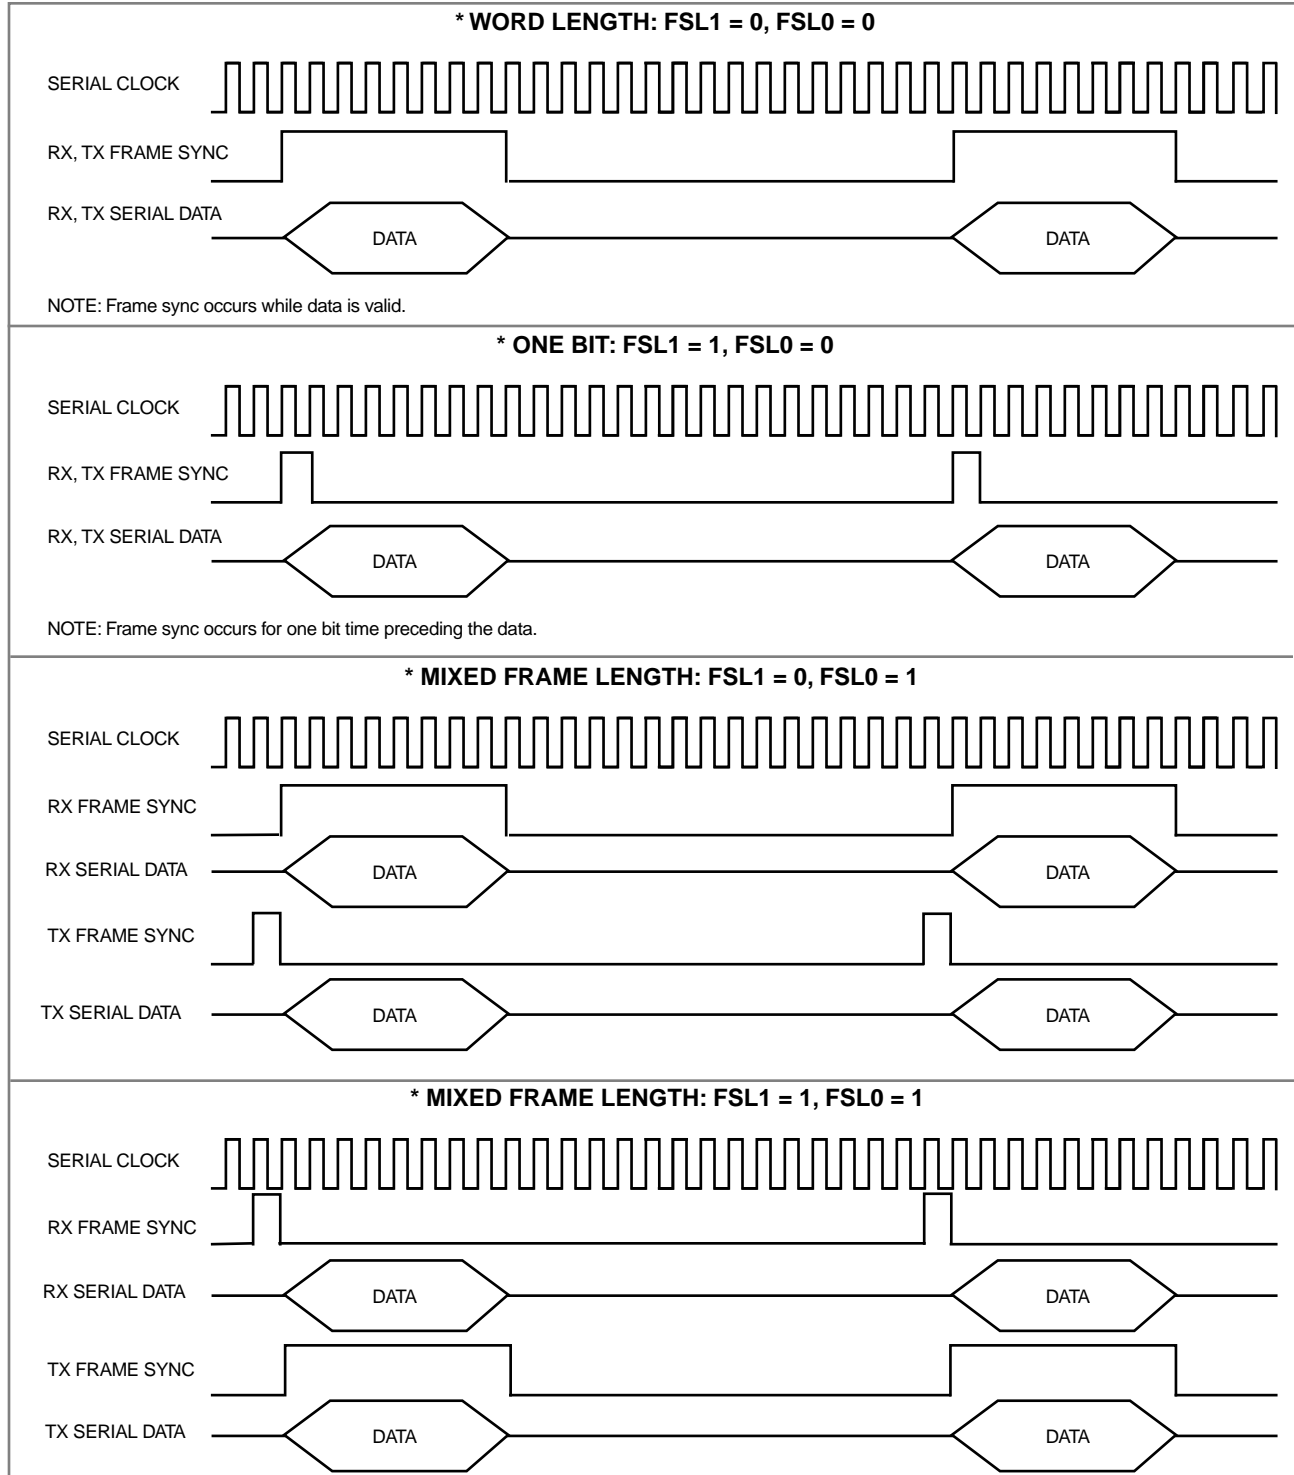 * WORD LENGTH: FSL1 = 0, FSL0 = 0
SERIAL CLOCK
RX, TX FRAME SYNC
RX, TX SERIAL DATA
DATA DATA
NOTE: Frame sync occurs while data is valid.
* ONE BIT: FSL1 = 1, FSL0 = 0
SERIAL CLOCK
RX, TX FRAME SYNC
RX, TX SERIAL DATA
DATA DATA
NOTE: Frame sync occurs for one bit time preceding the data.
* MIXED FRAME LENGTH: FSL1 = 0, FSL0 = 1
SERIAL CLOCK
RX FRAME SYNC
RX SERIAL DATA DATA DATA
TX FRAME SYNC
TX SERIAL DATA DATA DATA
* MIXED FRAME LENGTH: FSL1 = 1, FSL0 = 1
SERIAL CLOCK
RX FRAME SYNC
RX SERIAL DATA DATA DATA
TX FRAME SYNC
TX SERIAL DATA DATA DATA